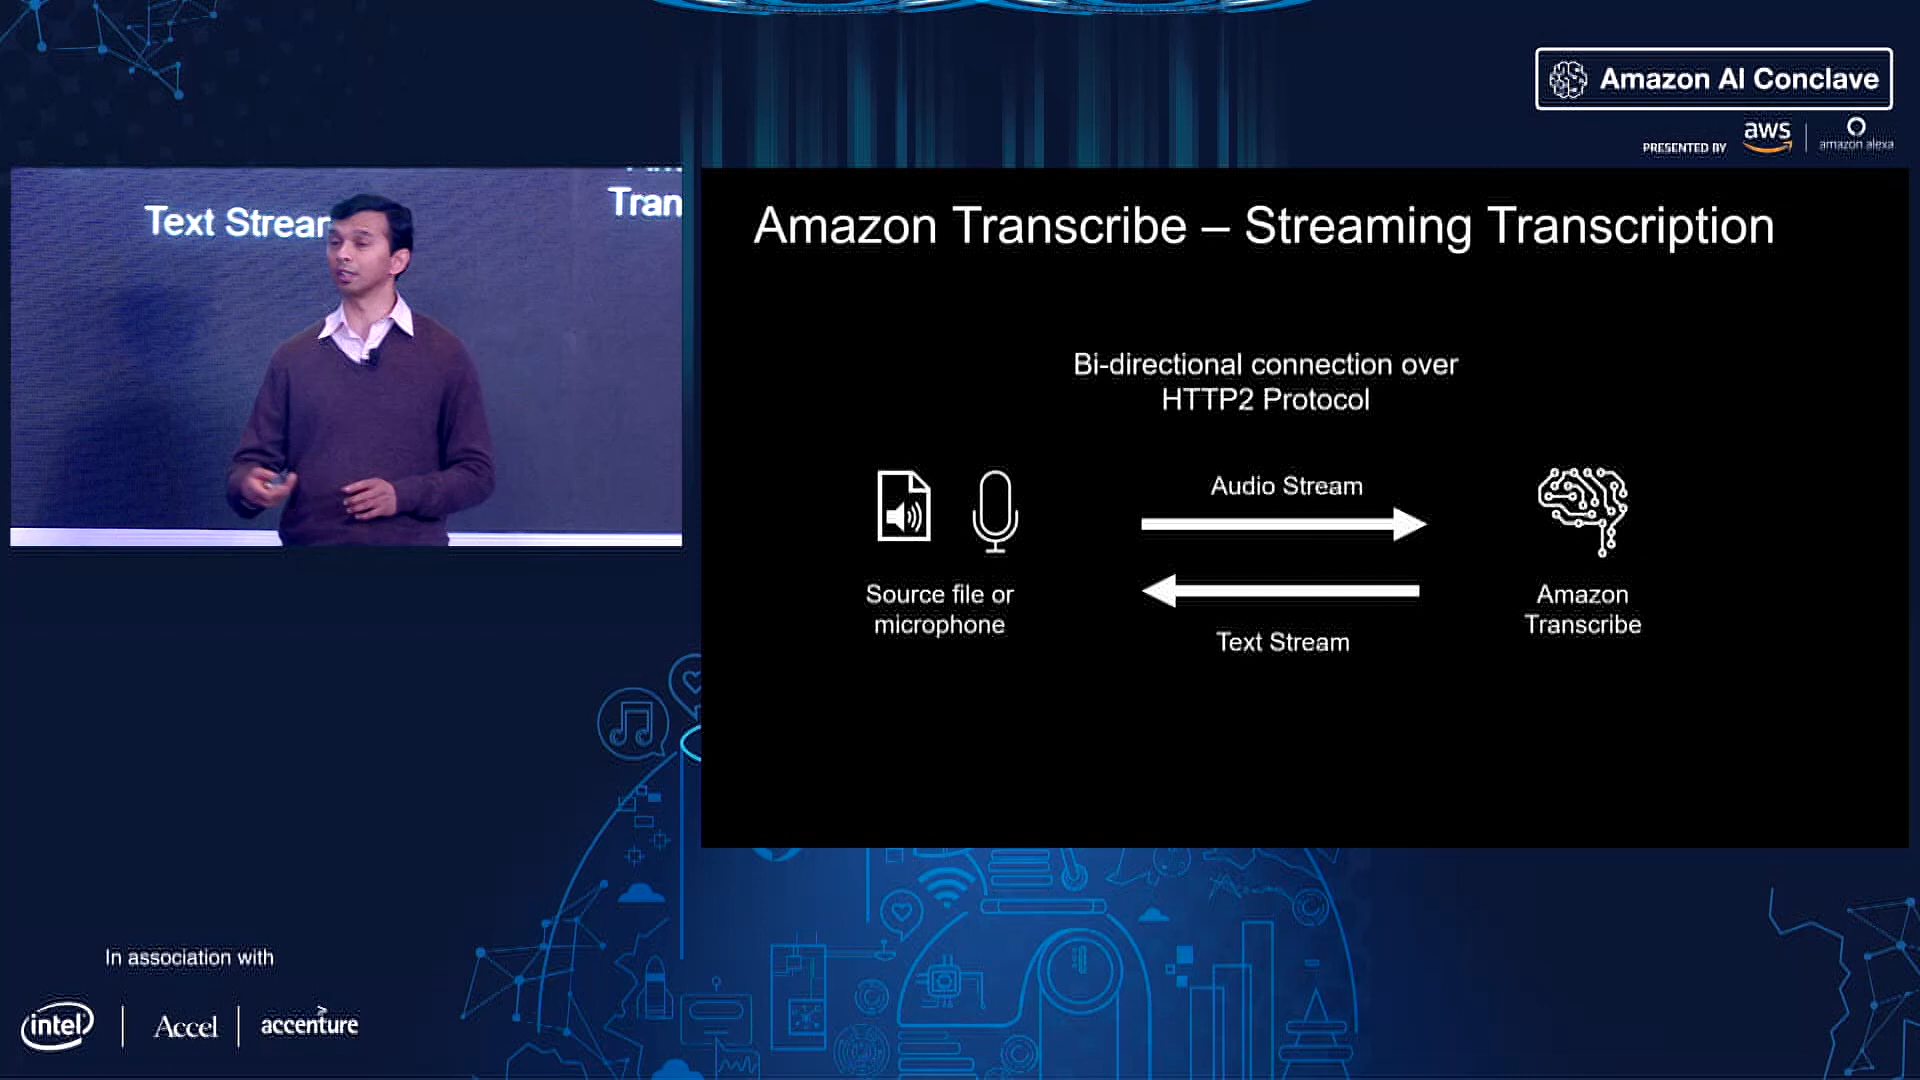 Amazon AI Conclave
PRESENTED BY
aws
amazon alexa
Text Stream
Tran
Amazon Transcribe – Streaming Transcription
Bi-directional connection over
HTTP2 Protocol
Audio Stream
Source file or
microphone
Amazon
Transcribe
Text Stream
In association with
intel
Accel
accenture